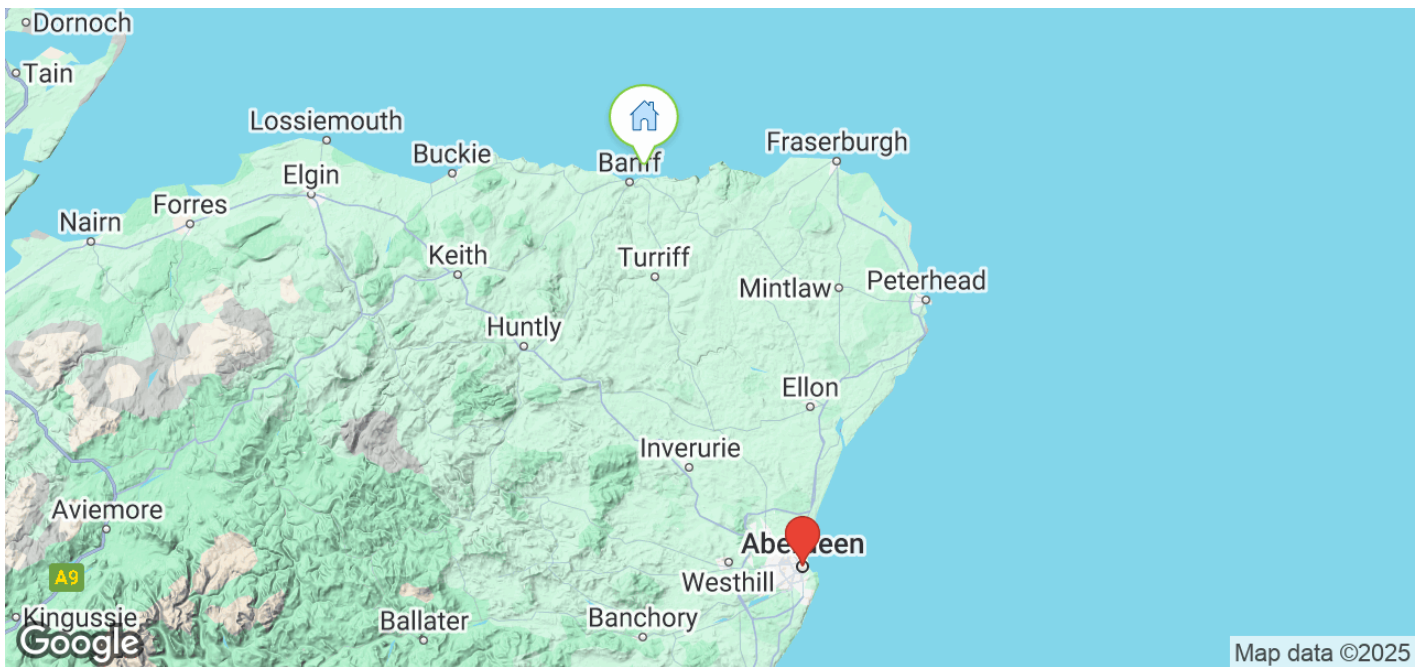 Dornoch
Tain
Lossiemouth
Fraserburgh
Buckie
Banff
Elgin
Forres
Nairn
Keith
Turriff
Peterhead
Mintlaw
Huntly
Ellon
Inverurie
Aviemore
Aberdeen
A9
Westhill
Kingussie
Ballater
Banchory
Google
Map data ©2025